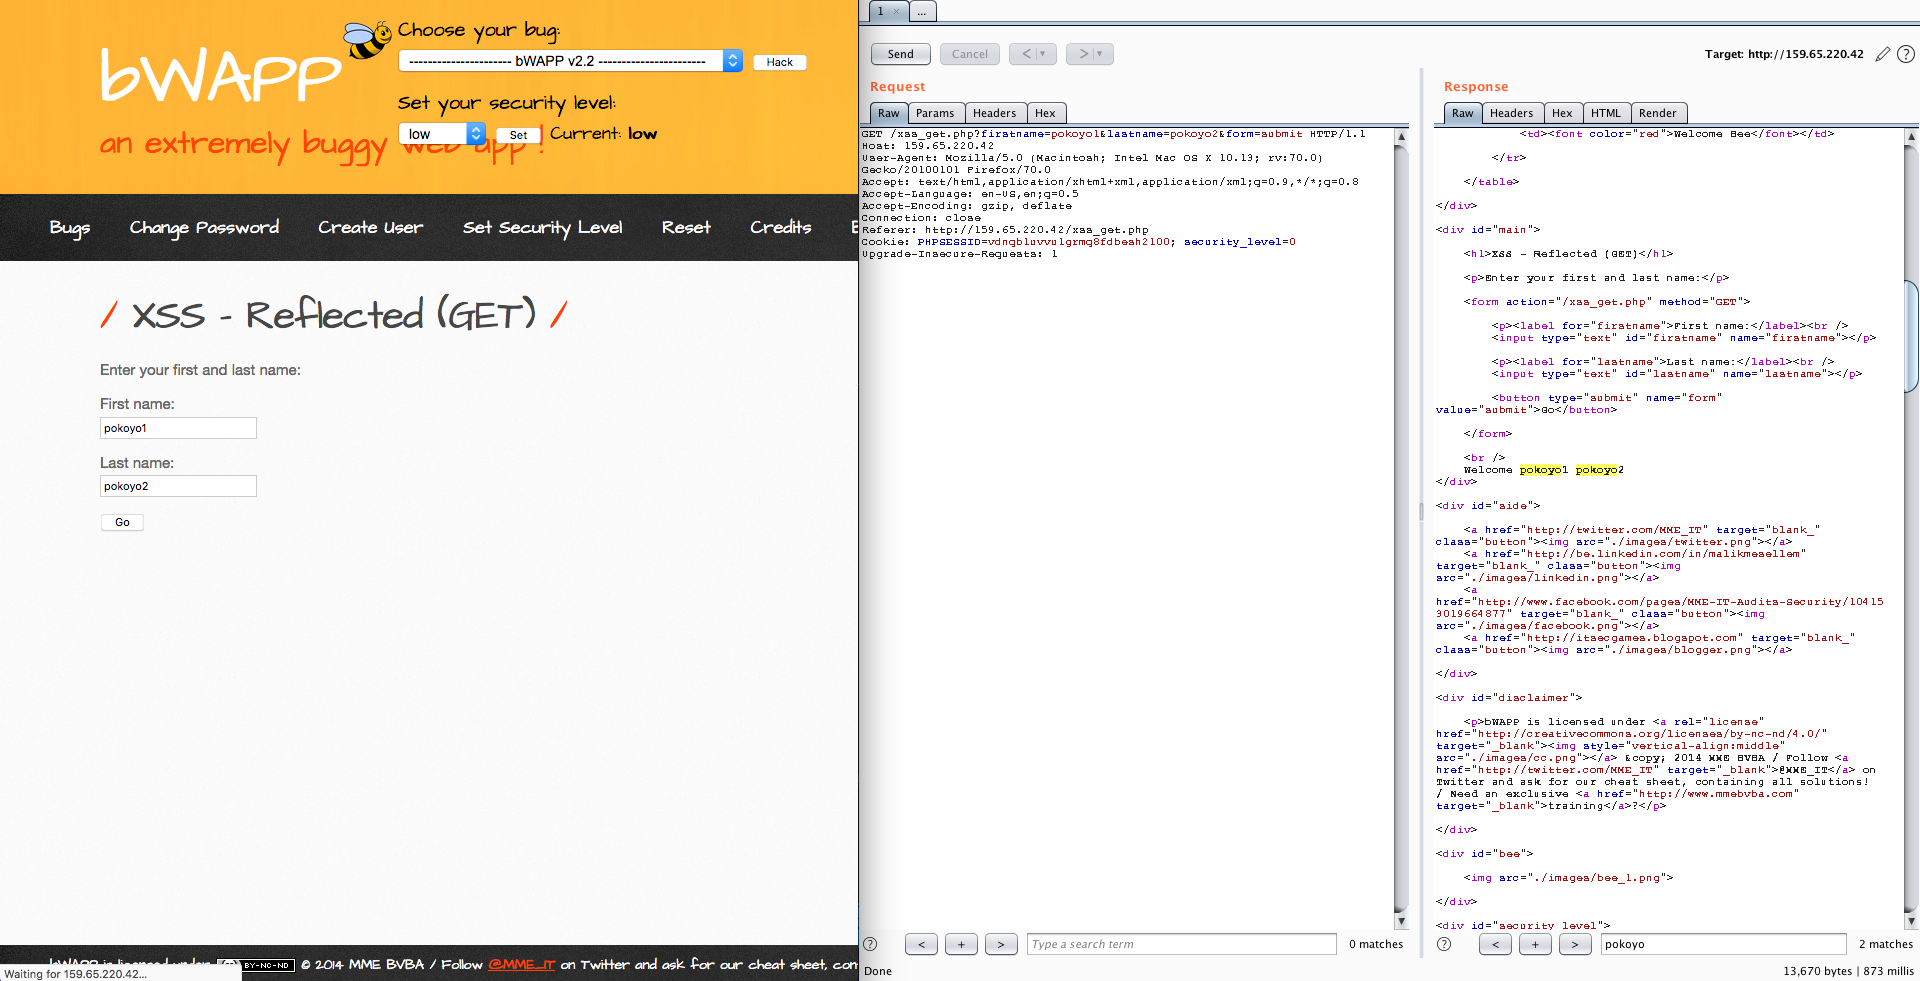 bWAPP
an extremely buggy web app !
Choose your bug:
---------------------- bWAPP v2.2 ----------------------- Hack
Set your security level:
low Set Current: low
Bugs Change Password Create User Set Security Level Reset Credits
/ XSS - Reflected (GET) /
Enter your first and last name:
First name:
pokoyo1
Last name:
pokoyo2
Go
BY-NC-ND © 2014 MME BVBA / Follow @MME_IT on Twitter and ask for our cheat sheet, con
Waiting for 159.65.220.42...
1 × ...
Send Cancel < > Target: http://159.65.220.42 ?
Request
Raw Params Headers Hex
GET /xss_get.php?firstname=pokoyo1&lastname=pokoyo2&form=submit HTTP/1.1
Host: 159.65.220.42
User-Agent: Mozilla/5.0 (Macintosh; Intel Mac OS X 10.13; rv:70.0)
Gecko/20100101 Firefox/70.0
Accept: text/html,application/xhtml+xml,application/xml;q=0.9,*/*;q=0.8
Accept-Language: en-US,en;q=0.5
Accept-Encoding: gzip, deflate
Connection: close
Referer: http://159.65.220.42/xss_get.php
Cookie: security_level=0
Upgrade-Insecure-Requests: 1
? < + > Type a search term 0 matches
Done
Response
Raw Headers Hex HTML Render
<td><font color="red">Welcome Bee</font></td>
</tr>
</table>
</div>
<div id="main">
<h1>XSS - Reflected (GET)</h1>
<p>Enter your first and last name:</p>
<form action="/xss_get.php" method="GET">
<p><label for="firstname">First name:</label><br />
<input type="text" id="firstname" name="firstname"></p>
<p><label for="lastname">Last name:</label><br />
<input type="text" id="lastname" name="lastname"></p>
<button type="submit" name="form"
value="submit">Go</button>
</form>
<br />
Welcome pokoyo1 pokoyo2
</div>
<div id="side">
<a href="http://twitter.com/MME_IT" target="blank_"
class="button"><img src="./images/twitter.png"></a>
<a href="http://be.linkedin.com/in/malikmesellem"
target="blank_" class="button"><img
src="./images/linkedin.png"></a>
<a
href="http://www.facebook.com/pages/MME-IT-Audits-Security/10415
3019664877" target="blank_" class="button"><img
src="./images/facebook.png"></a>
<a href="http://itsecgames.blogspot.com" target="blank_"
class="button"><img src="./images/blogger.png"></a>
</div>
<div id="disclaimer">
<p>bWAPP is licensed under <a rel="license"
href="http://creativecommons.org/licenses/by-nc-nd/4.0/"
target="_blank"><img style="vertical-align:middle"
src="./images/cc.png"></a> &copy; 2014 MME BVBA / Follow <a
href="http://twitter.com/MME_IT" target="_blank">@MME_IT</a> on
Twitter and ask for our cheat sheet, containing all solutions!
/ Need an exclusive <a href="http://www.mmebvba.com"
target="_blank">training</a>?</p>
</div>
<div id="bee">
<img src="./images/bee_1.png">
</div>
<div id="security_level">
? < + > pokoyo 2 matches
13,670 bytes | 873 millis